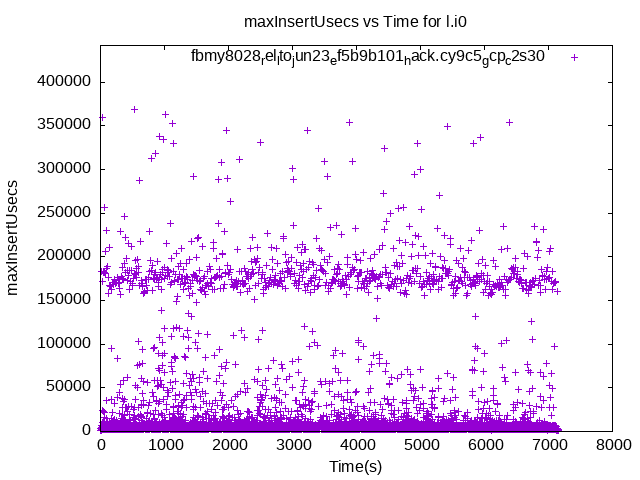 maxInsertUsecs vs Time for l.i0
fbmy8028relltojun23ef5b9b101hack.cy9c5gcpc2s30
400000
350000
300000
250000
200000
150000
100000
50000
0
maxInsertUsecs
0 1000 2000 3000 4000 5000 6000 7000 8000
Time(s)